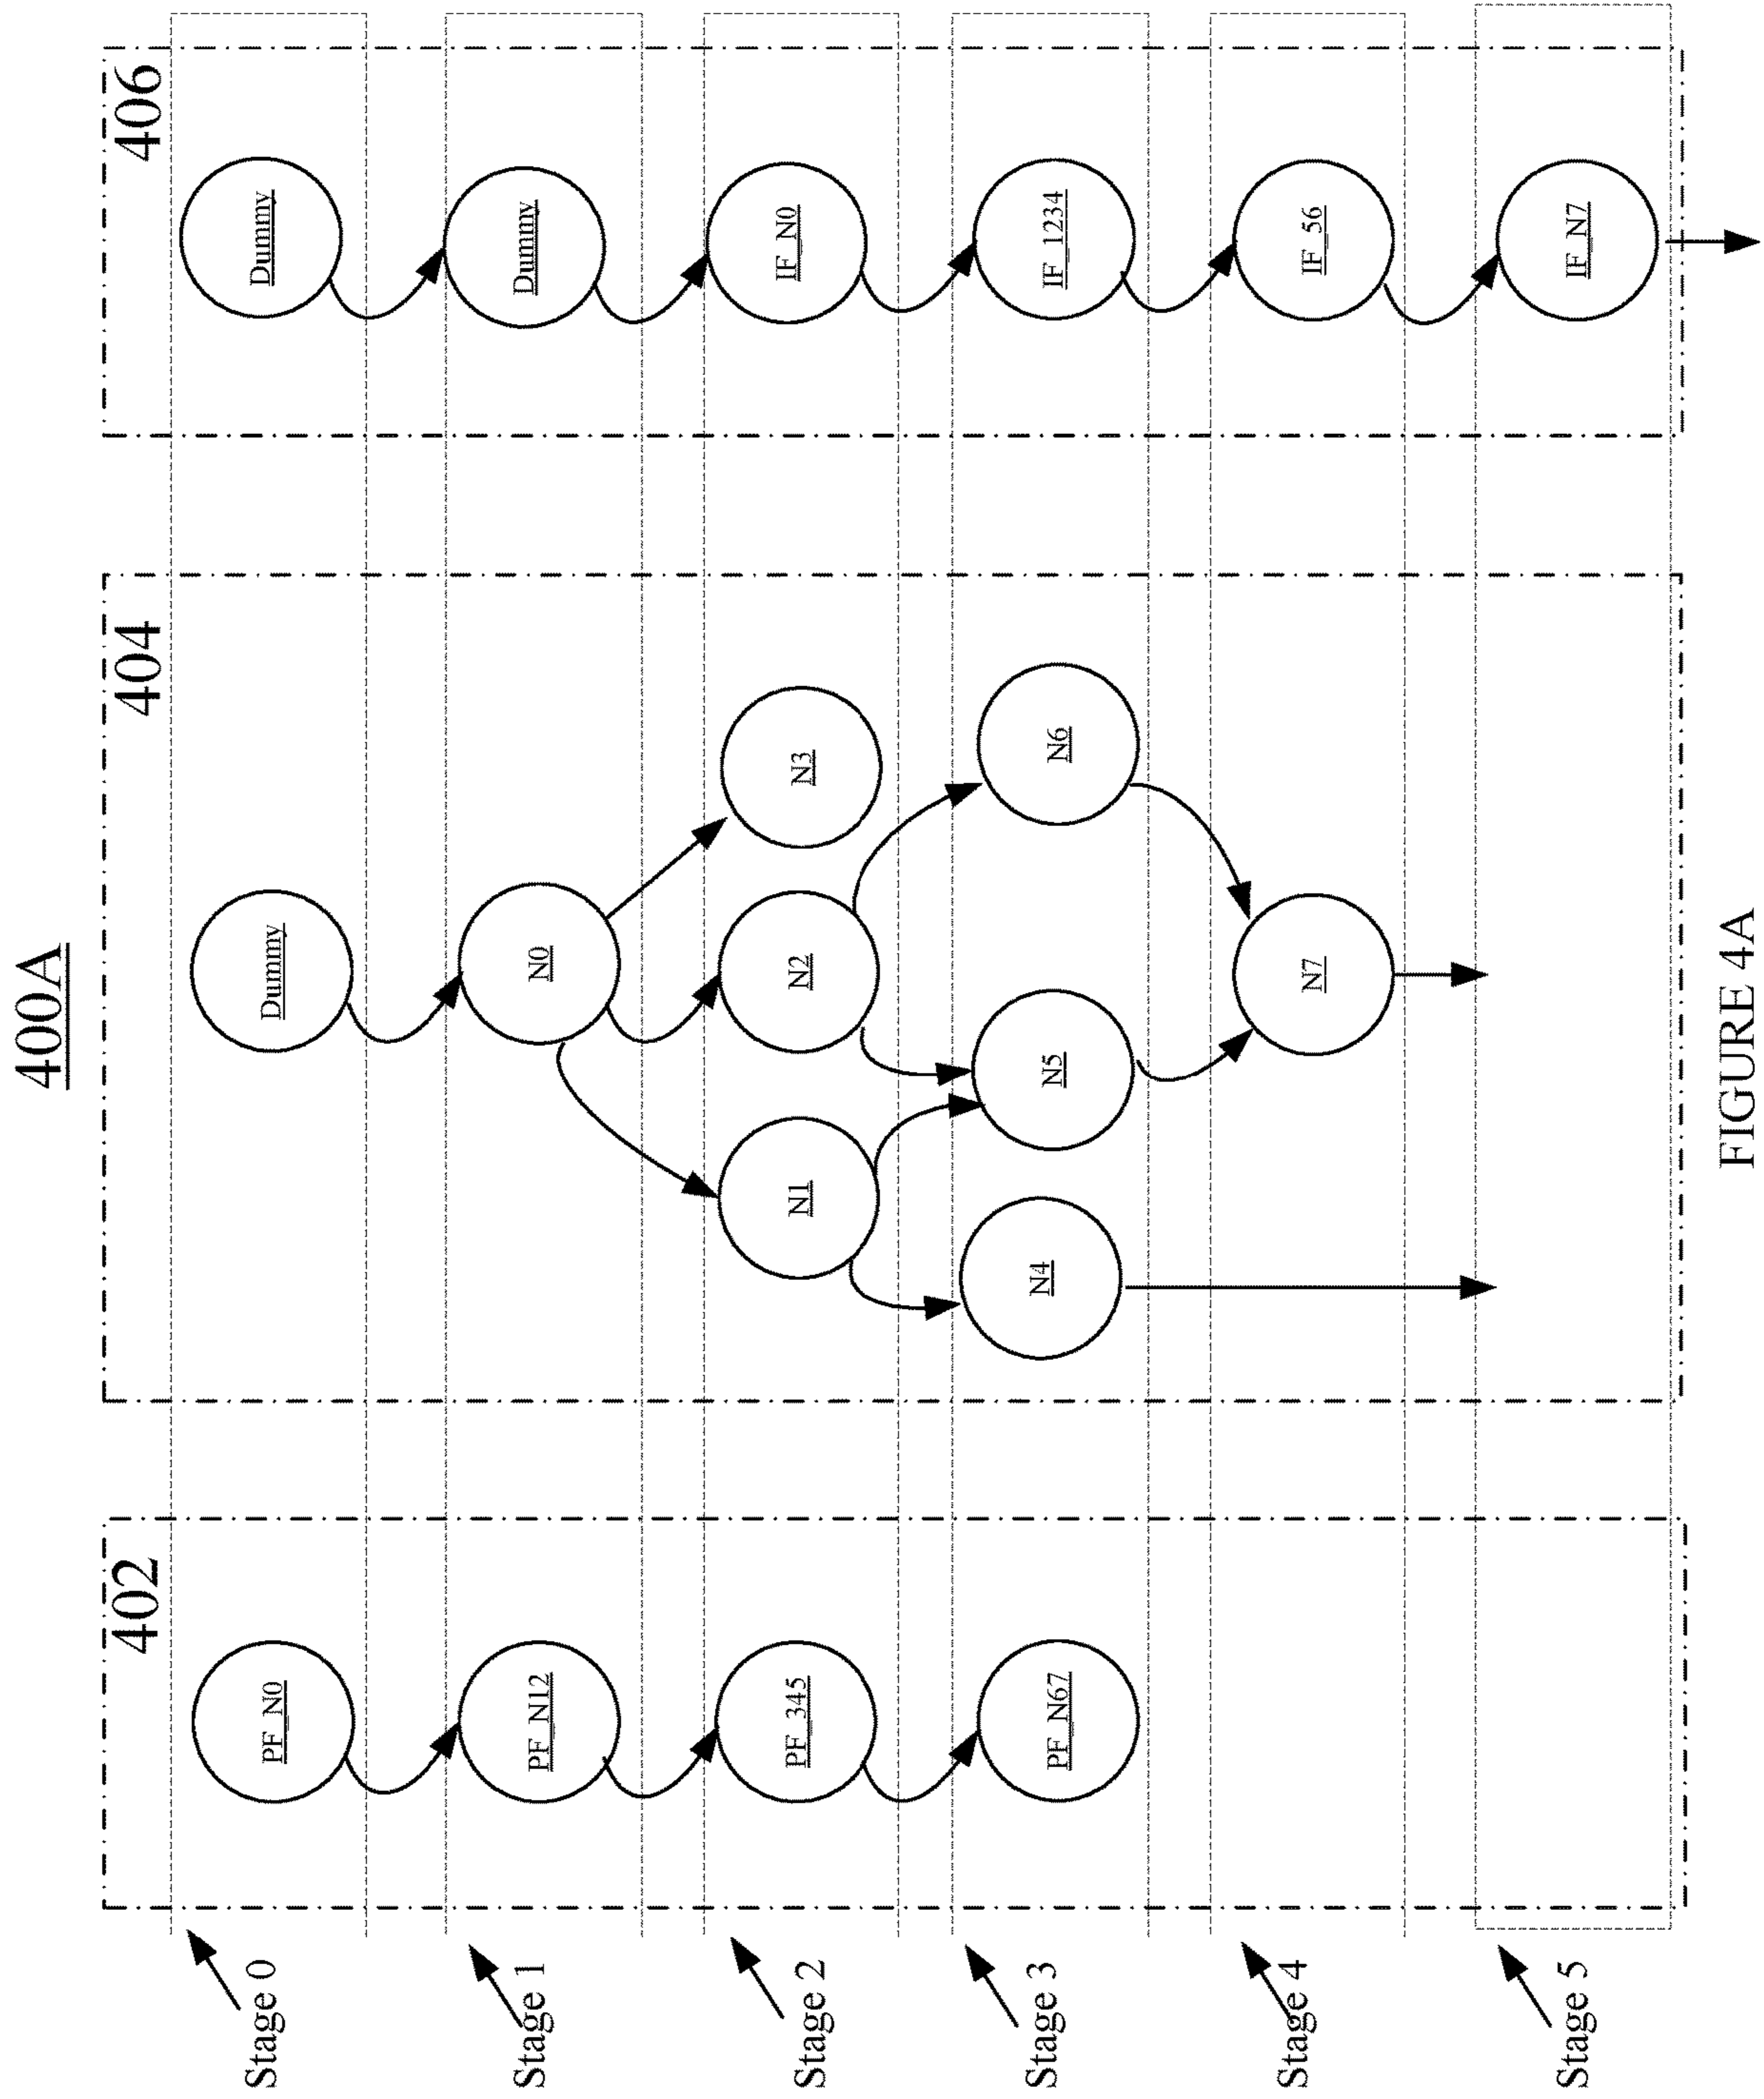 400A
402
404
406
Stage 0
PF_N0
Dummy
Dummy
Stage 1
PF_N12
N0
Dummy
Stage 2
PF_345
N1
N2
N3
IF_N0
Stage 3
PF_N67
N4
N5
N6
IF_1234
Stage 4
N7
IF_56
Stage 5
IF_N7
FIGURE 4A